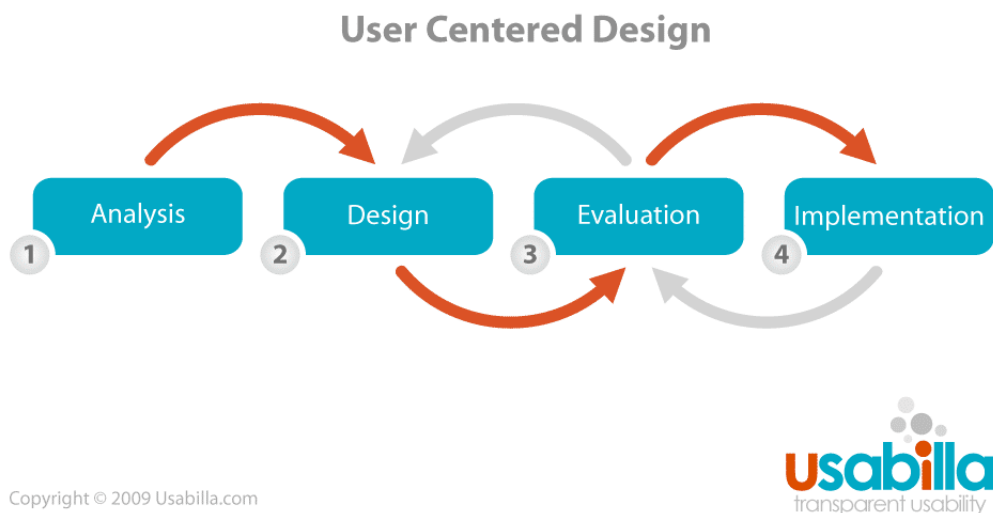 User Centered Design
Analysis
Design
Evaluation
Implementation
1
2
3
4
usabilla
transparent usability
Copyright © 2009 Usabilla.com